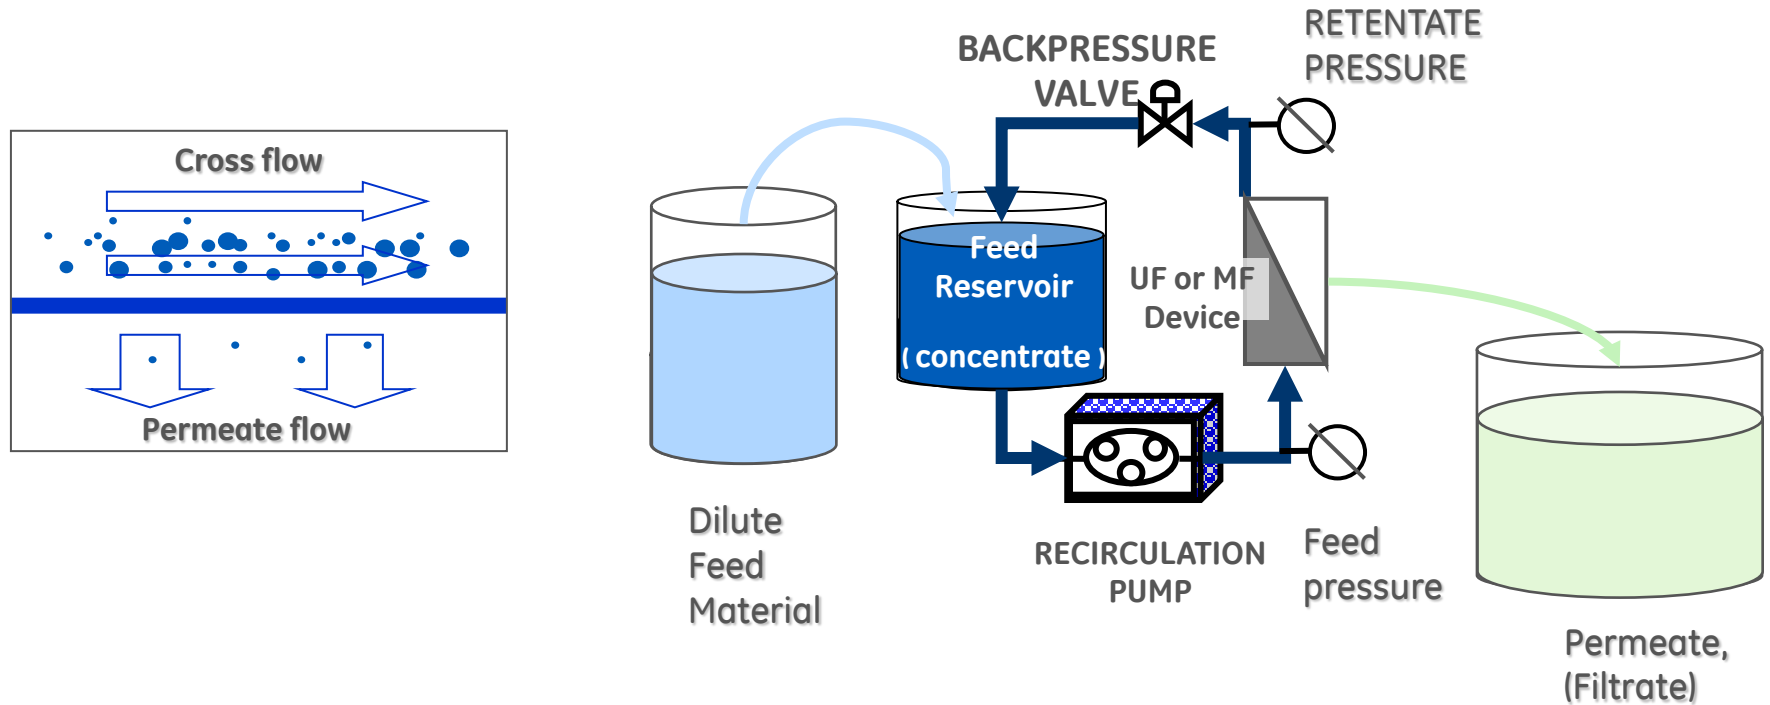 Cross flow
Permeate flow
Dilute
Feed
Material
BACKPRESSURE
VALVE
Feed
Reservoir
( concentrate )
RECIRCULATION
PUMP
UF or MF
Device
RETENTATE
PRESSURE
Feed
pressure
Permeate,
(Filtrate)